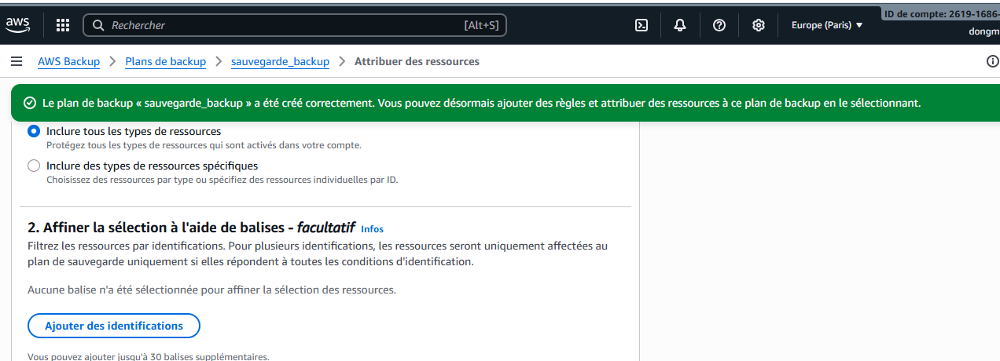 aws
Rechercher [Alt+S]
Europe (Paris)
ID de compte: 2619-1686-
dongm
AWS Backup > Plans de backup > sauvegarde_backup > Attribuer des ressources
Le plan de backup « sauvegarde_backup » a été créé correctement. Vous pouvez désormais ajouter des règles et attribuer des ressources à ce plan de backup en le sélectionnant.
Inclure tous les types de ressources
Protégez tous les types de ressources qui sont activés dans votre compte.
Inclure des types de ressources spécifiques
Choisissez des ressources par type ou spécifiez des ressources individuelles par ID.
2. Affiner la sélection à l'aide de balises - facultatif Infos
Filtrez les ressources par identifications. Pour plusieurs identifications, les ressources seront uniquement affectées au
plan de sauvegarde uniquement si elles répondent à toutes les conditions d'identification.
Aucune balise n'a été sélectionnée pour affiner la sélection des ressources.
Ajouter des identifications
Vous pouvez ajouter jusqu'à 30 balises supplémentaires.